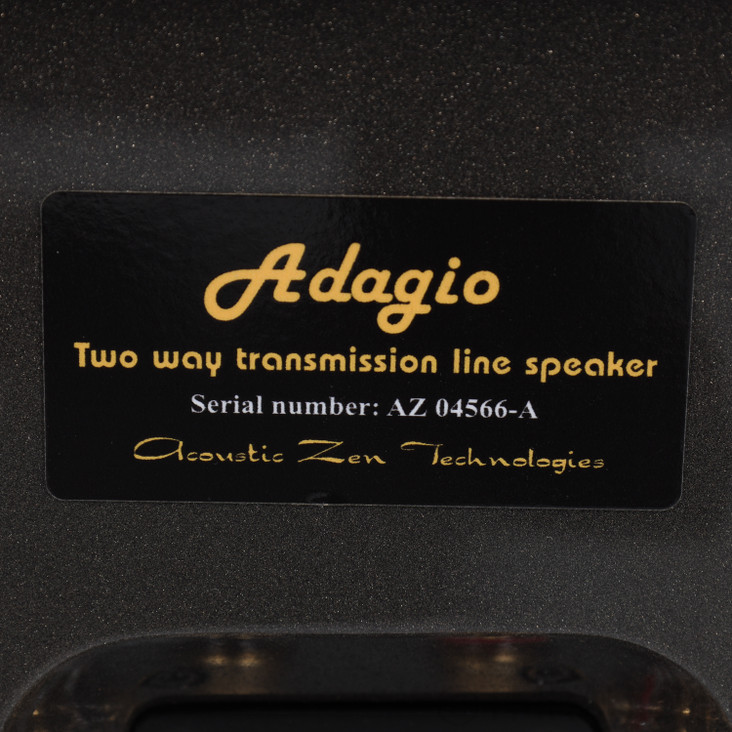 Adagio
Two way transmission line speaker
Serial number: AZ 04566-A
Acoustic Zen Technologies